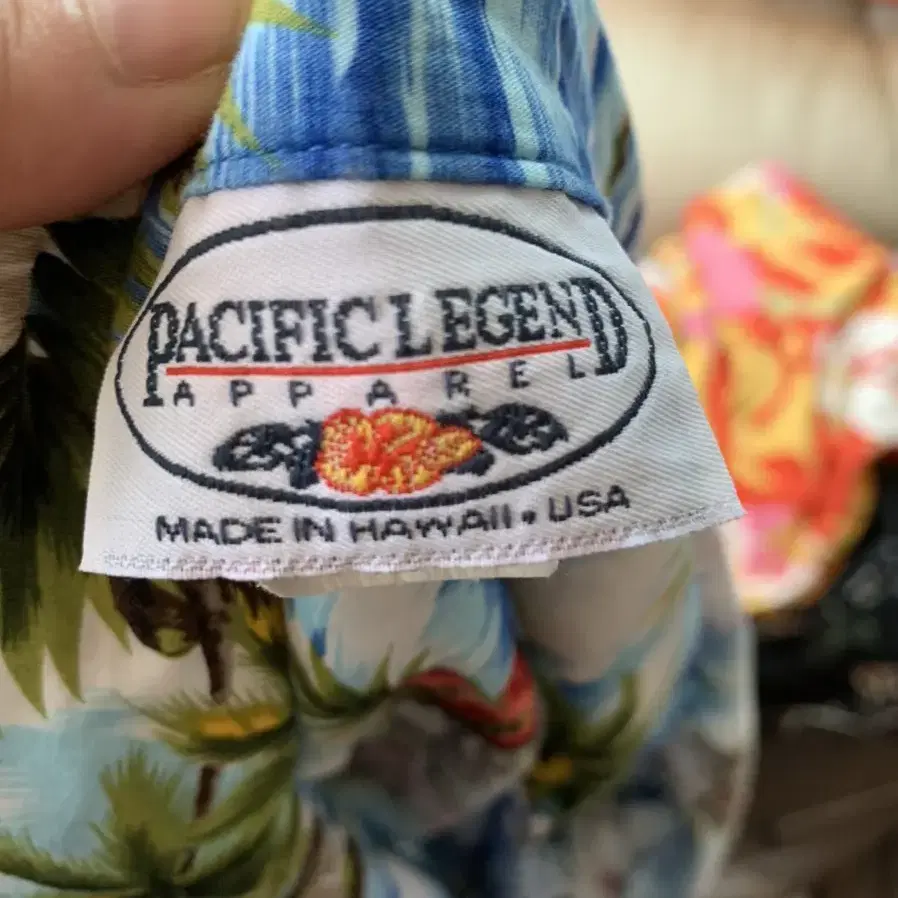 PACIFIC LEGEND
APPAREL
MADE IN HAWAII • USA